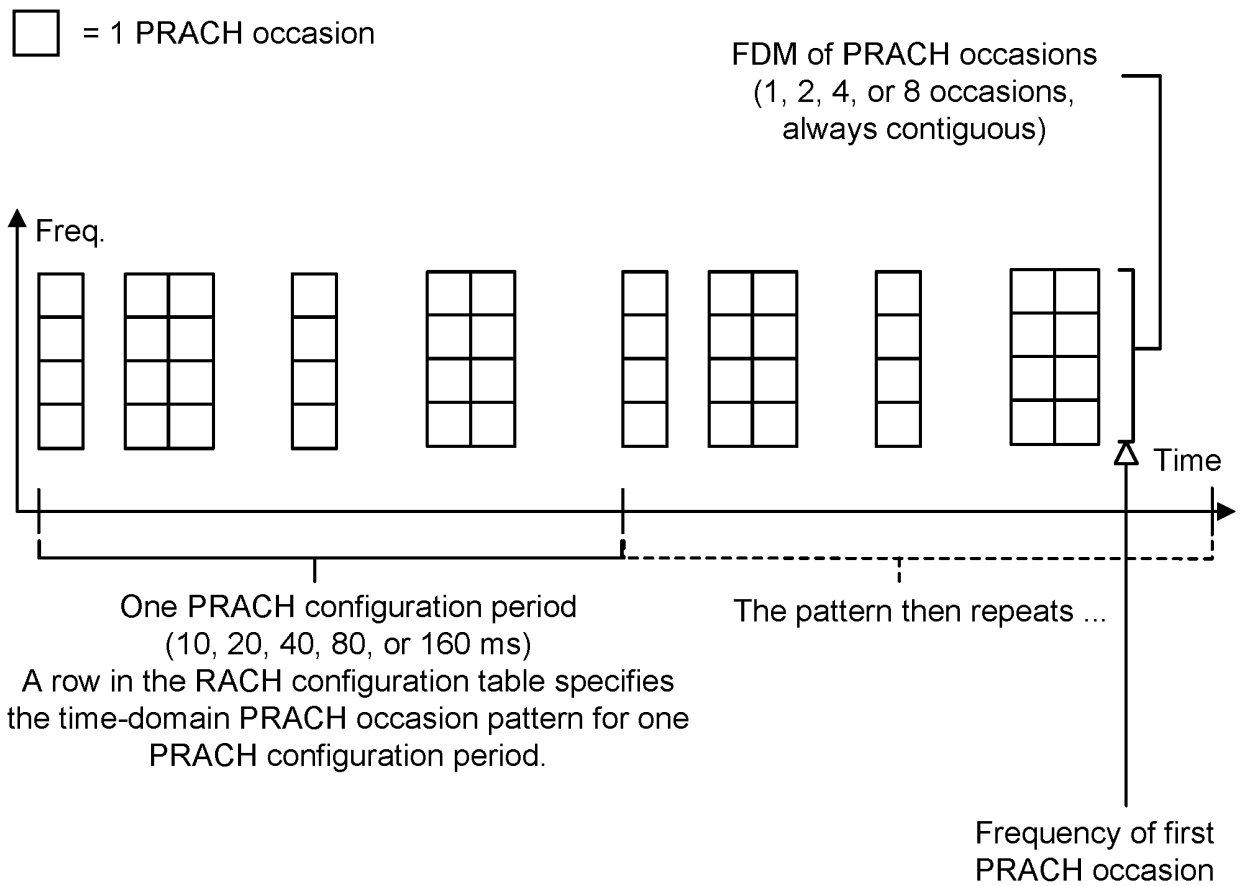 = 1 PRACH occasion
FDM of PRACH occasions
(1, 2, 4, or 8 occasions,
always contiguous)
Freq.
Time
One PRACH configuration period
(10, 20, 40, 80, or 160 ms)
A row in the RACH configuration table specifies
the time-domain PRACH occasion pattern for one
PRACH configuration period.
The pattern then repeats ...
Frequency of first
PRACH occasion